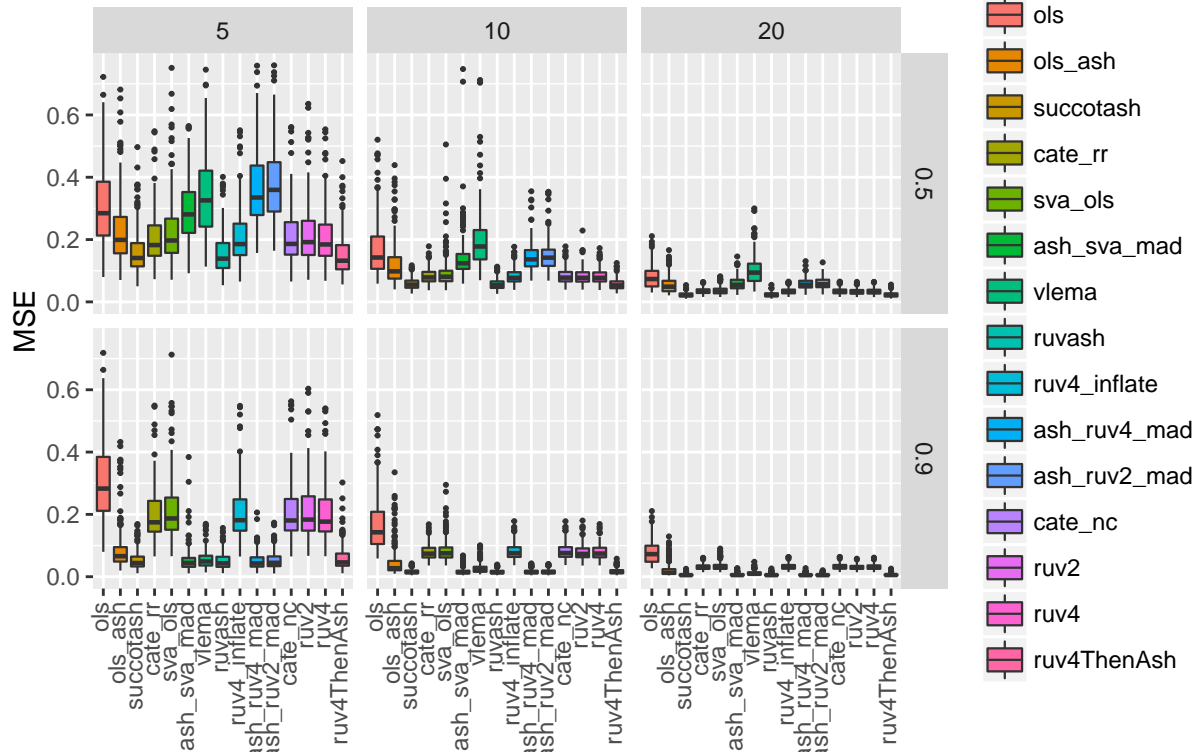 5
10
20
0.5
0.9
MSE
0.6
0.4
0.2
0.0
0.6
0.4
0.2
0.0
ols
ols_ash
succotash
cate_rr
sva_ols
ash_sva_mad
vlema
ruvash
ruv4_inflate
ash_ruv4_mad
ash_ruv2_mad
cate_nc
ruv2
ruv4
ruv4ThenAsh
ols
ols_ash
succotash
cate_rr
sva_ols
ash_sva_mad
vlema
ruvash
ruv4_inflate
ash_ruv4_mad
ash_ruv2_mad
cate_nc
ruv2
ruv4
ruv4ThenAsh
ols
ols_ash
succotash
cate_rr
sva_ols
ash_sva_mad
vlema
ruvash
ruv4_inflate
ash_ruv4_mad
ash_ruv2_mad
cate_nc
ruv2
ruv4
ruv4ThenAsh
ols
ols_ash
succotash
cate_rr
sva_ols
ash_sva_mad
vlema
ruvash
ruv4_inflate
ash_ruv4_mad
ash_ruv2_mad
cate_nc
ruv2
ruv4
ruv4ThenAsh